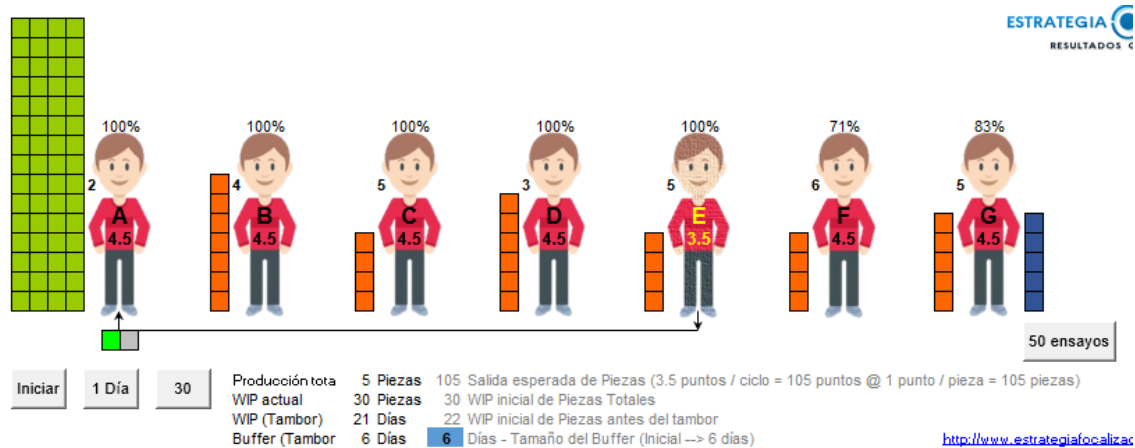 ESTRATEGIA
RESULTADOS
100% 100% 100% 100% 100% 71% 83%
2 4 5 3 5 6 5
A B C D E F G
4.5 4.5 4.5 4.5 3.5 4.5 4.5
50 ensayos
Iniciar 1 Día 30
Producción tota 5 Piezas 105 Salida esperada de Piezas (3.5 puntos / ciclo = 105 puntos @ 1 punto / pieza = 105 piezas)
WIP actual 30 Piezas 30 WIP inicial de Piezas Totales
WIP (Tambor) 21 Días 22 WIP inicial de Piezas antes del tambor
Buffer (Tambor 6 Días 6 Días - Tamaño del Buffer (Inicial --> 6 días)
http://www.estrategiafocalizad